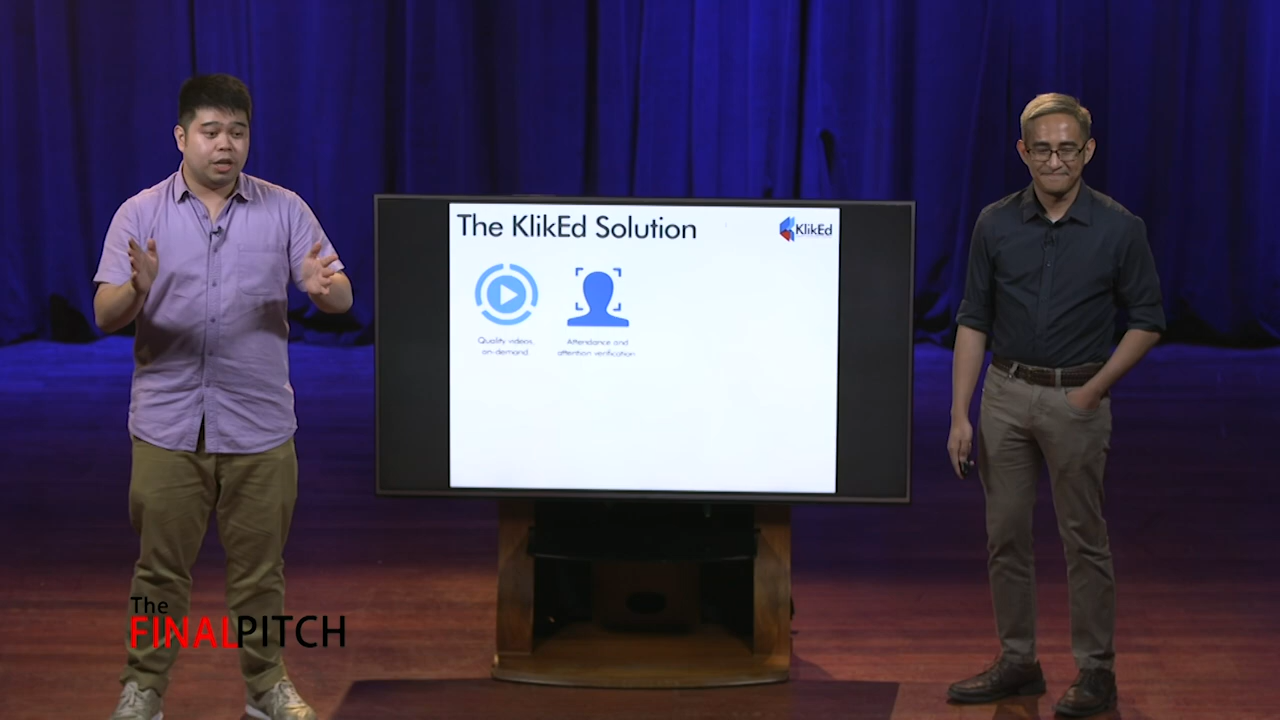 The KlikEd Solution
KlikEd
Quality videos,
on-demand
Attendance and
attention verification
The
FINALPITCH